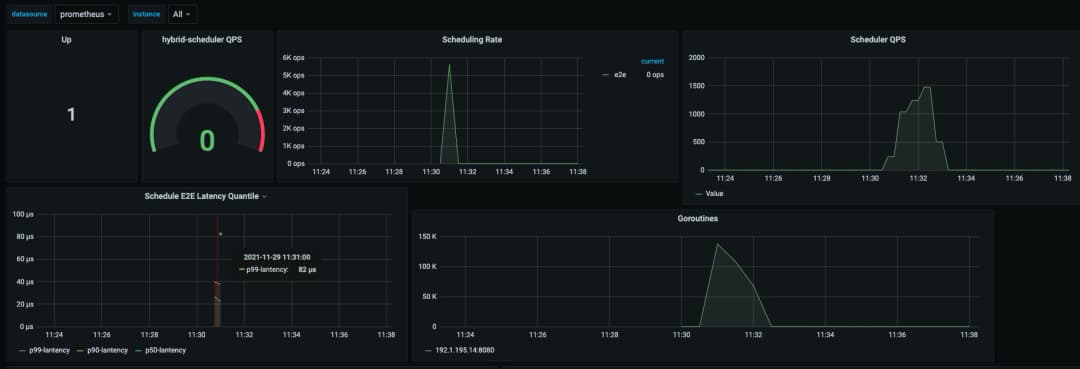 datasource prometheus instance All
Up
1
hybrid-scheduler QPS
0
Scheduling Rate
6K ops
5K ops
4K ops
3K ops
2K ops
1K ops
0 ops
11:24 11:26 11:28 11:30 11:32 11:34 11:36 11:38
current
e2e 0 ops
Scheduler QPS
2000
1500
1000
500
0
11:24 11:26 11:28 11:30 11:32 11:34 11:36 11:38
Value
Schedule E2E Latency Quantile
100 µs
80 µs
60 µs
40 µs
20 µs
0 µs
11:24 11:26 11:28 11:30 11:32 11:34 11:36 11:38
2021-11-29 11:31:00
p99-lantency: 82 µs
p99-lantency p90-lantency p50-lantency
Goroutines
150 K
100 K
50 K
0
11:24 11:26 11:28 11:30 11:32 11:34 11:36 11:38
192.1.195.14:8080